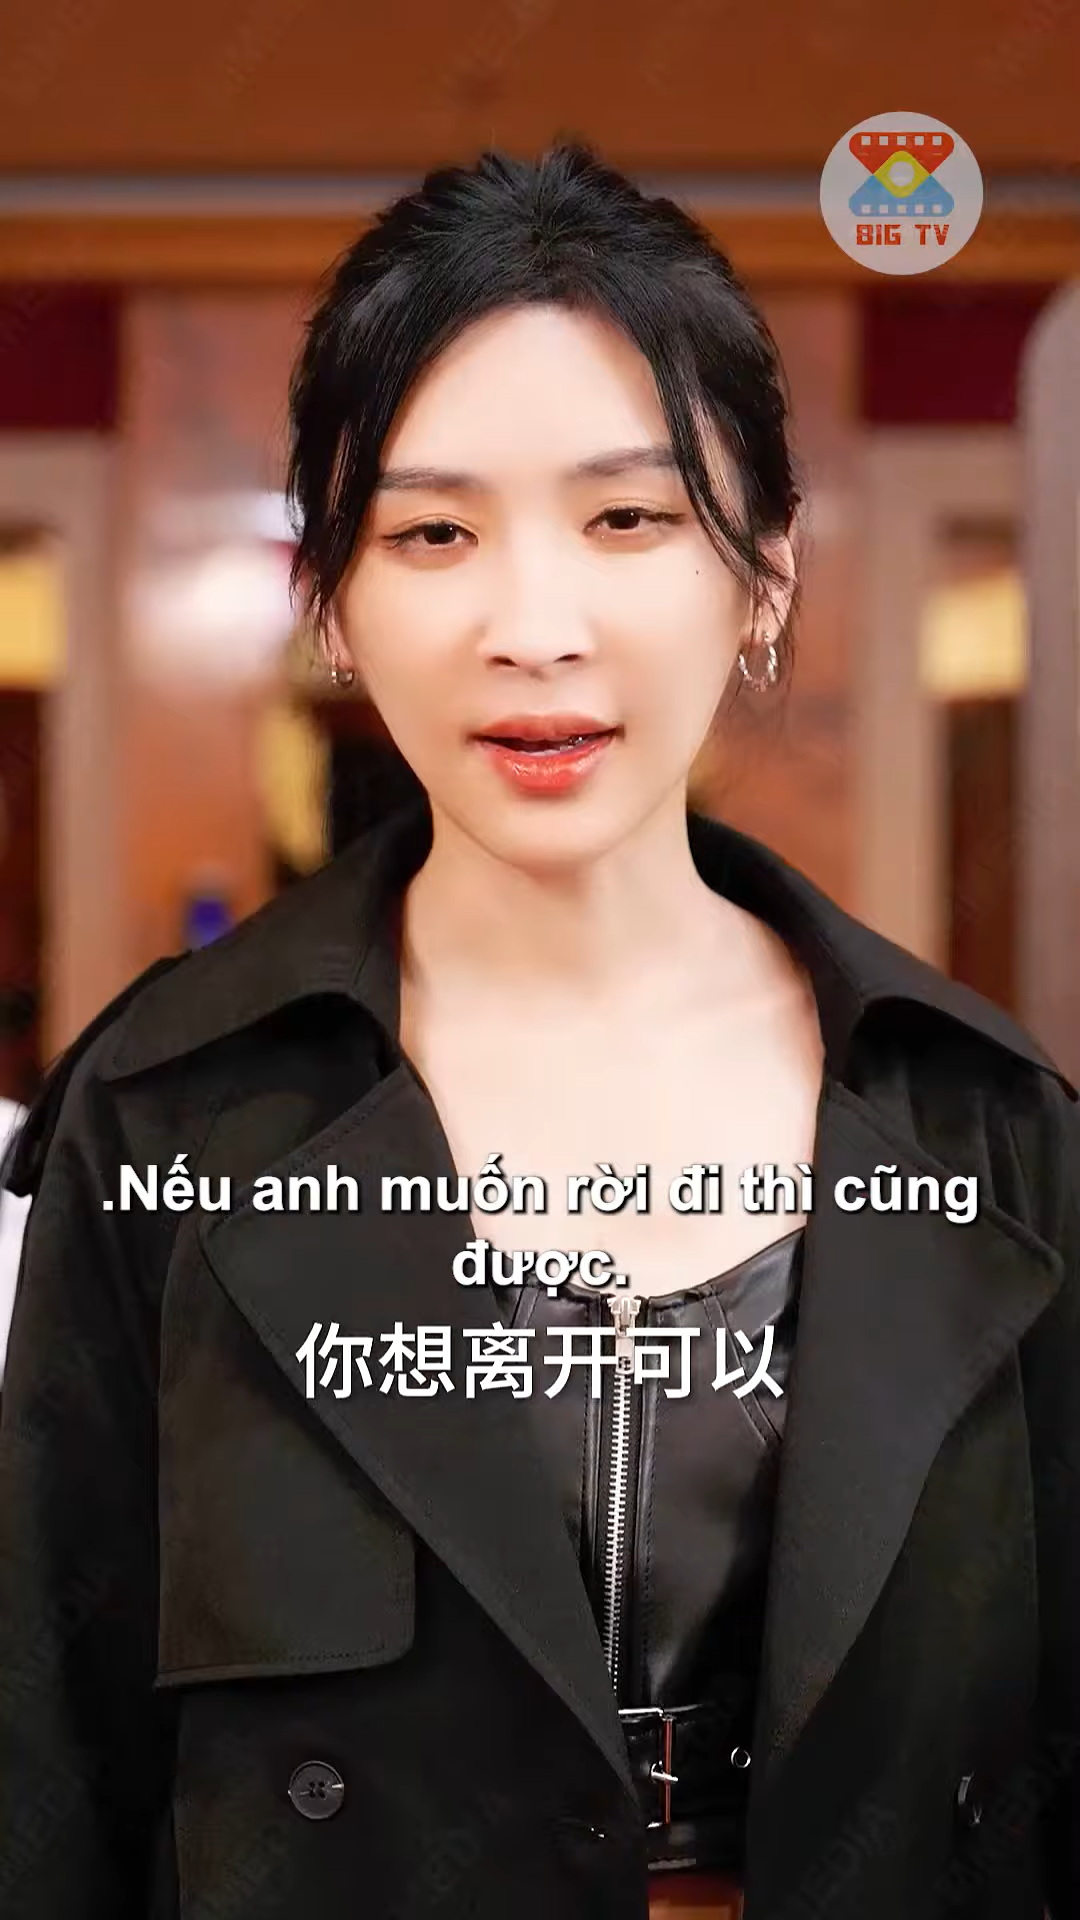 BIG TV
.Nếu anh muốn rời đi thì cũng
được.
你想离开可以